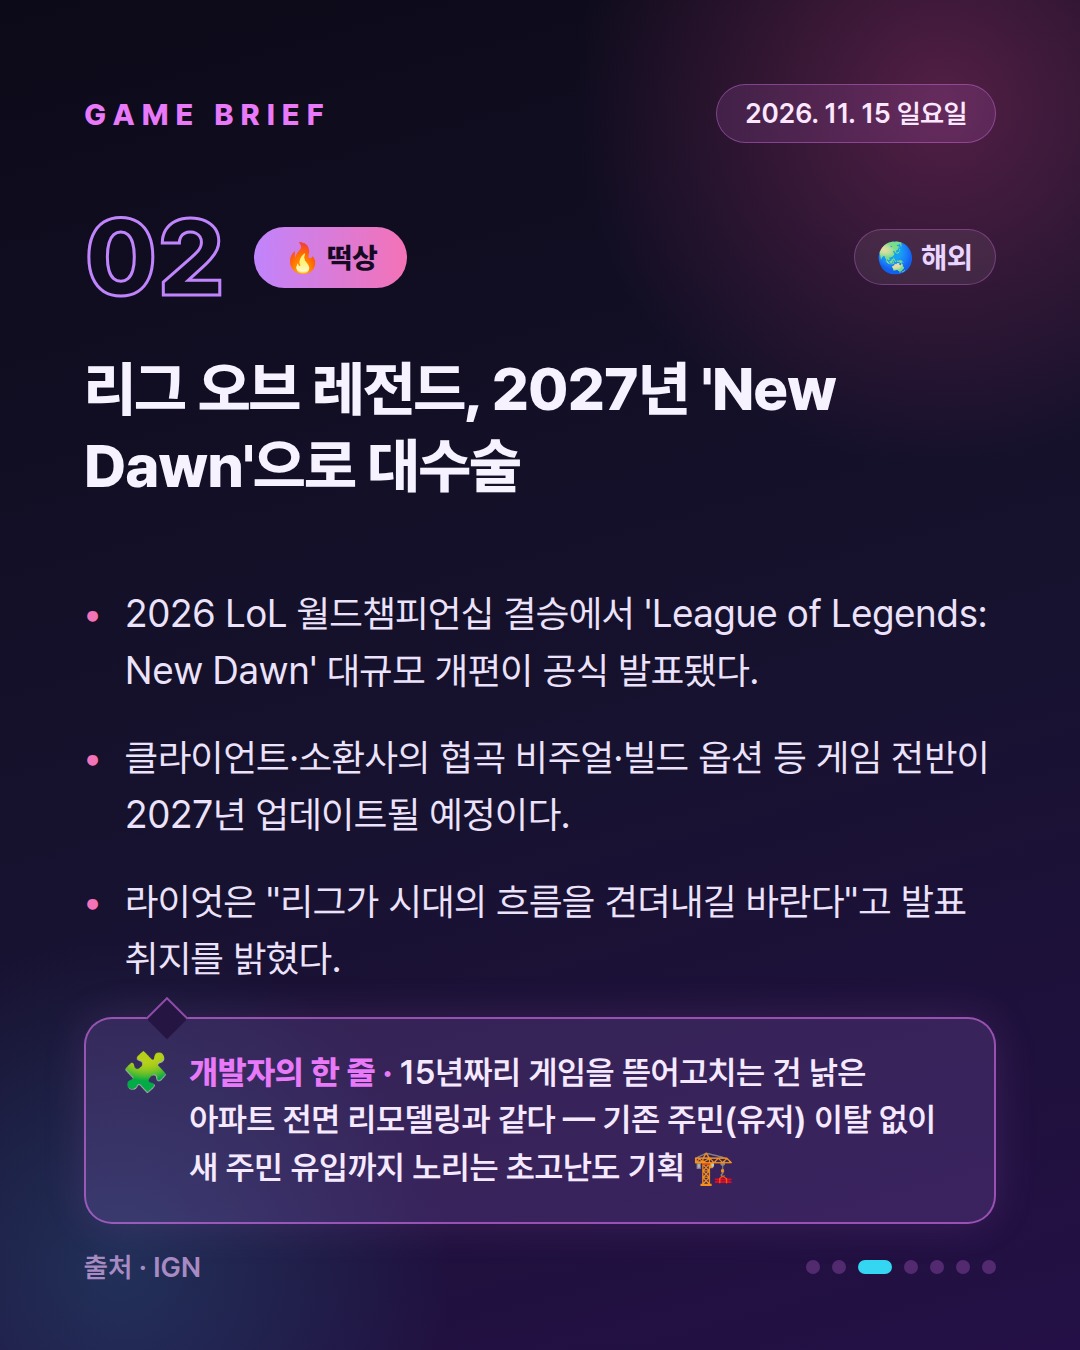 GAME BRIEF
2026. 11. 15 일요일
02
🔥 떡상
🌏 해외
리그 오브 레전드, 2027년 'New
Dawn'으로 대수술
• 2026 LoL 월드챔피언십 결승에서 'League of Legends:
New Dawn' 대규모 개편이 공식 발표됐다.
• 클라이언트·소환사의 협곡 비주얼·빌드 옵션 등 게임 전반이
2027년 업데이트될 예정이다.
• 라이엇은 "리그가 시대의 흐름을 견뎌내길 바란다"고 발표
취지를 밝혔다.
🧩 개발자의 한 줄 · 15년짜리 게임을 뜯어고치는 건 낡은
아파트 전면 리모델링과 같다 — 기존 주민(유저) 이탈 없이
새 주민 유입까지 노리는 초고난도 기획 🏗️
출처 · IGN